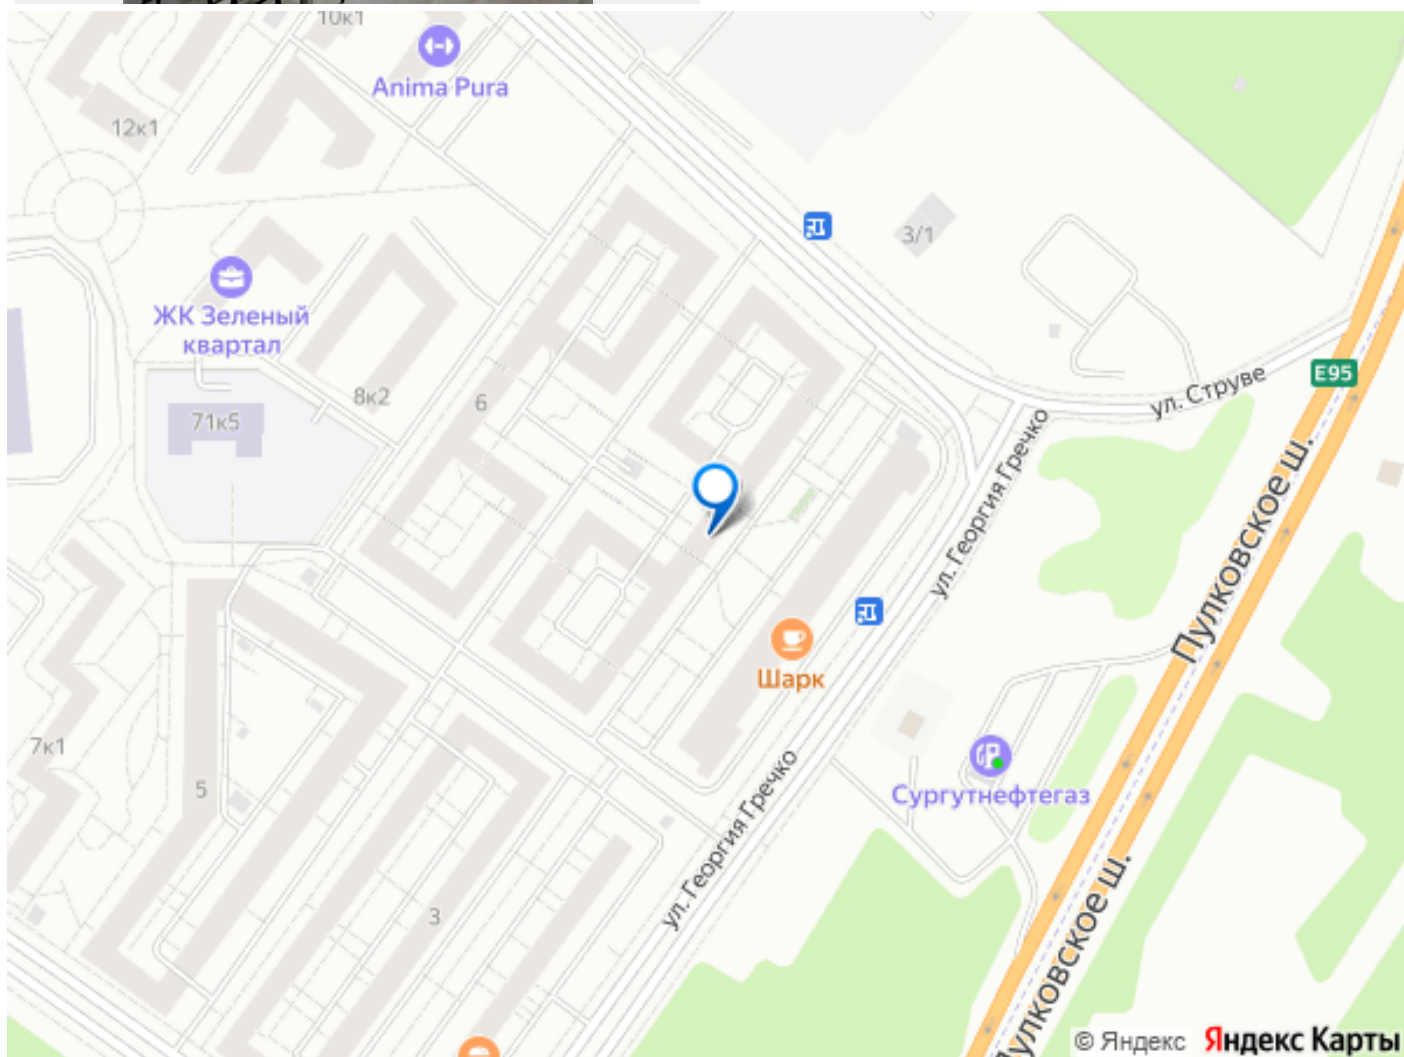 10к1
Anima Pura
12к1
3/1
ЖК Зеленый
квартал
E95
ул. Струве
8к2
6
71к5
ул. Георгия Гречко
Пулковское ш.
Шарк
7к1
5
Сургутнефтегаз
ул. Георгия Гречко
3
Пулковское ш.
© Яндекс Яндекс Карты